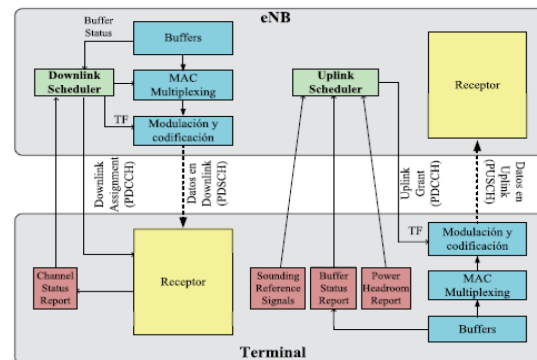 eNB
Buffer
Status
Buffers
Downlink
Scheduler
MAC
Multiplexing
TF
Modulación y
codificación
Uplink
Scheduler
Receptor
Downlink
Assignment
(PDCCH)
Datos en
Downlink
(PDSCH)
Uplink
Grant
(PDCCH)
Datos en
Uplink
(PUSCH)
TF
Modulación y
codificación
Channel
Status
Report
Receptor
Sounding
Reference
Signals
Buffer
Status
Report
Power
Headroom
Report
MAC
Multiplexing
Buffers
Terminal